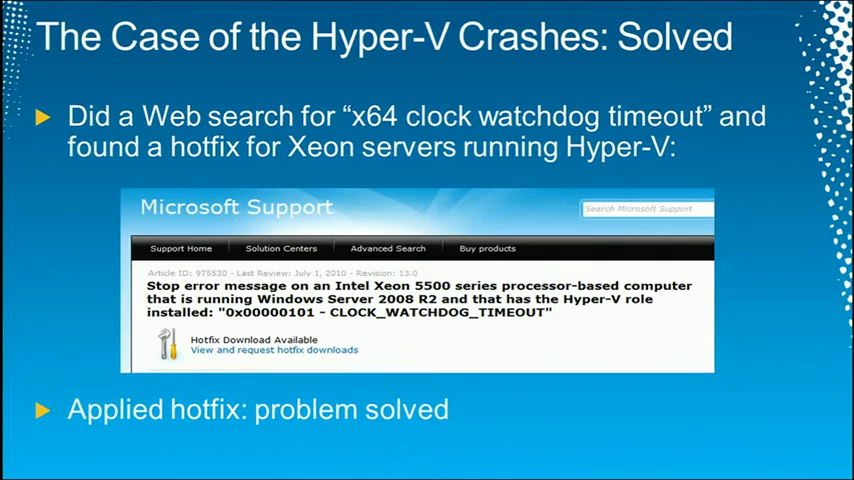 The Case of the Hyper-V Crashes: Solved
Did a Web search for “x64 clock watchdog timeout” and
found a hotfix for Xeon servers running Hyper-V:
Microsoft Support
Search Microsoft Support
Support Home
Solution Centers
Advanced Search
Buy products
Article ID: 975530 - Last Review: July 1, 2010 - Revision: 13.0
Stop error message on an Intel Xeon 5500 series processor-based computer
that is running Windows Server 2008 R2 and that has the Hyper-V role
installed: "0x00000101 - CLOCK_WATCHDOG_TIMEOUT"
Hotfix Download Available
View and request hotfix downloads
Applied hotfix: problem solved